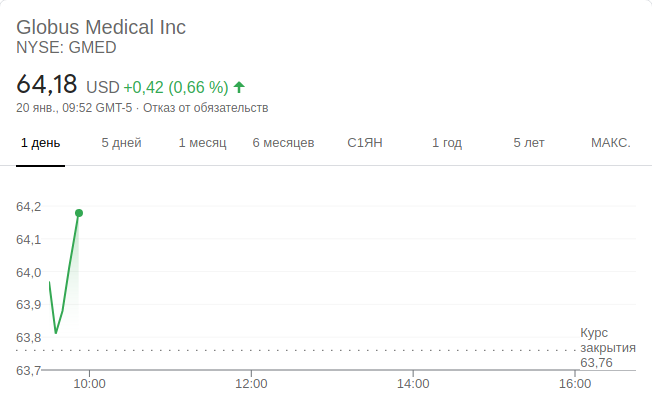 Globus Medical Inc
NYSE: GMED
64,18 USD +0,42 (0,66 %)
20 янв., 09:52 GMT-5 · Отказ от обязательств
1 день 5 дней 1 месяц 6 месяцев С1ЯН 1 год 5 лет МАКС.
64,2
64,1
64,0
63,9
63,8
63,7
Курс
закрытия
63,76
10:00 12:00 14:00 16:00